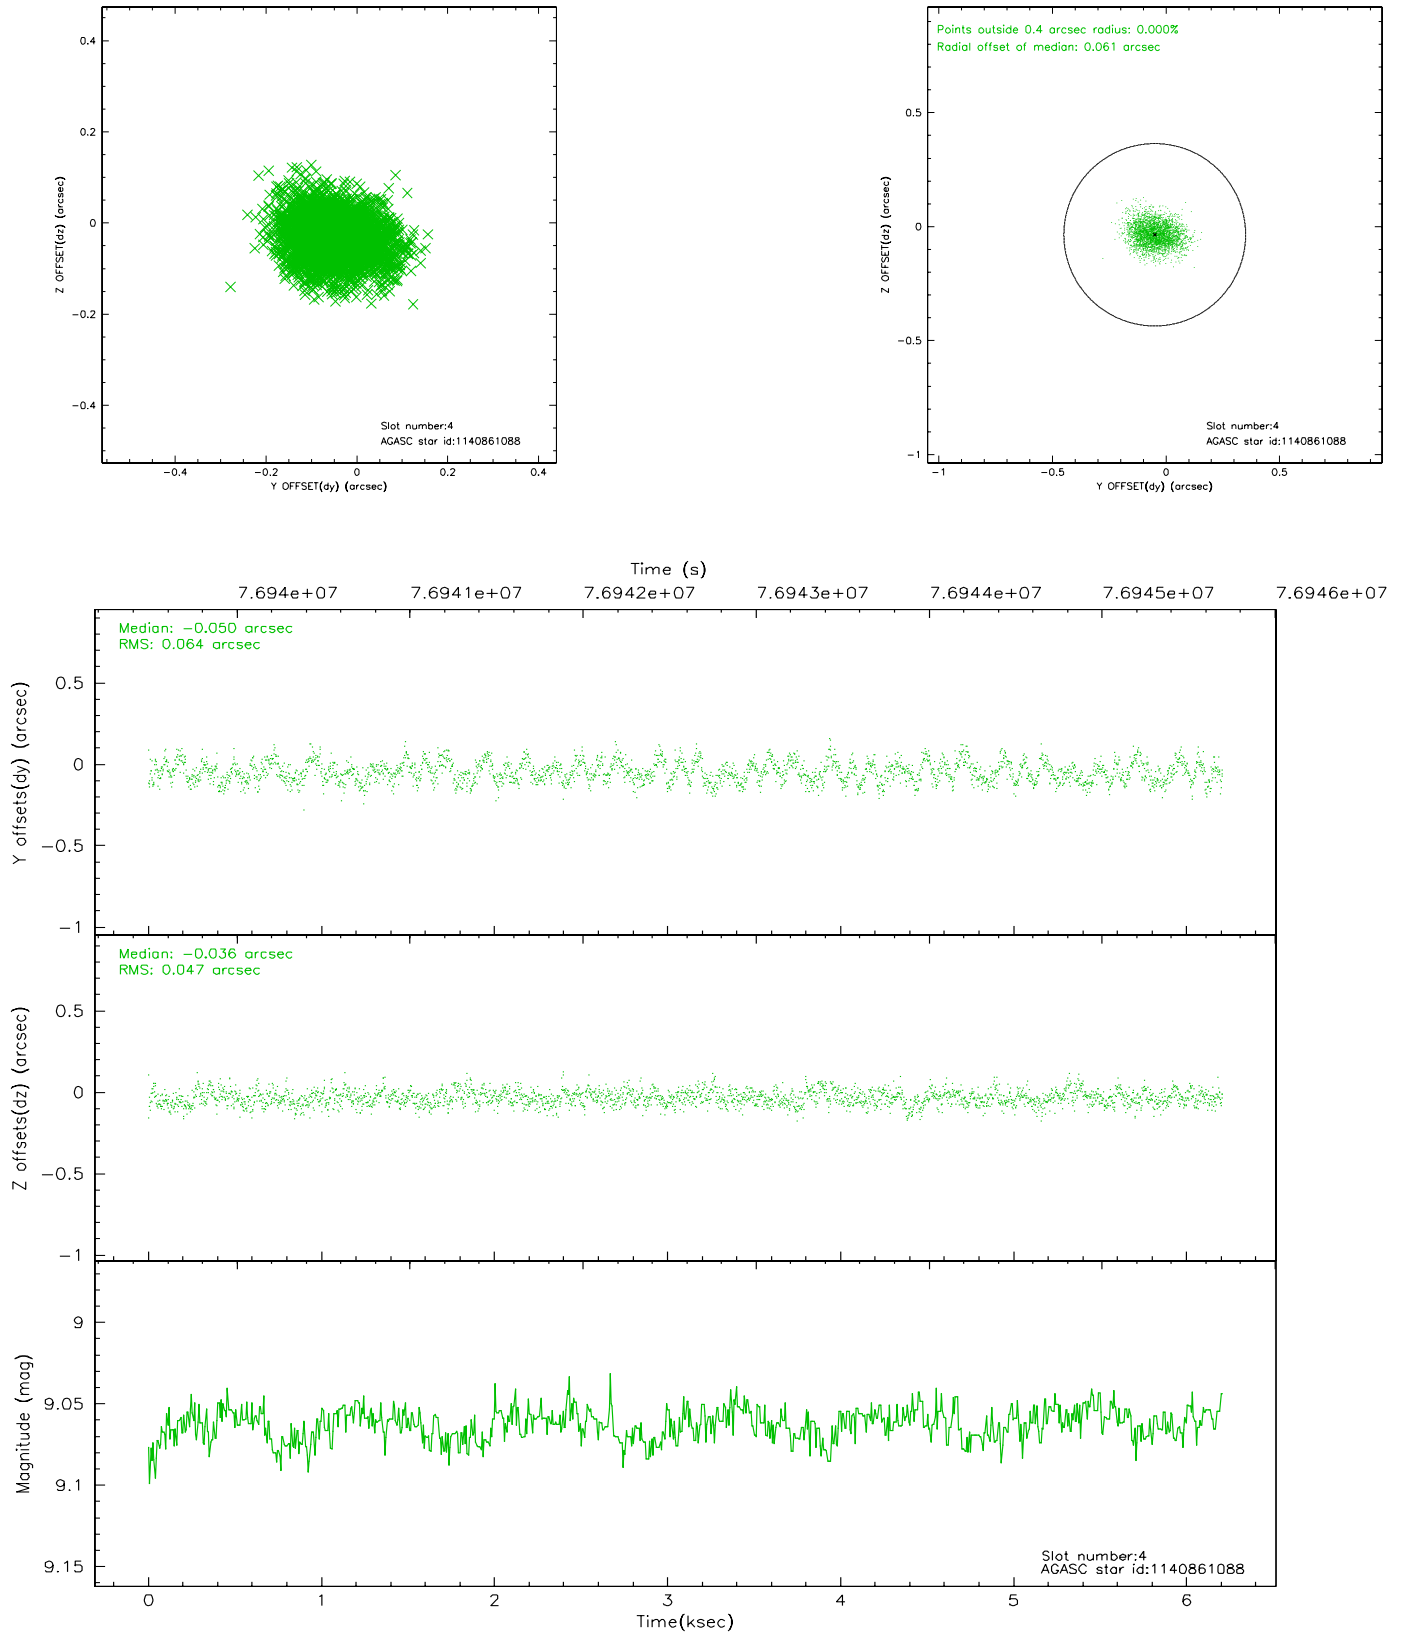 0.4
0.2
0
−0.2
−0.4
Z OFFSET(dz) (arcsec)
Slot number:4
AGASC star id:1140861088
−0.4 −0.2 0 0.2 0.4
Y OFFSET(dy) (arcsec)
Points outside 0.4 arcsec radius: 0.000%
Radial offset of median: 0.061 arcsec
0.5
0
−0.5
−1
Z OFFSET(dz) (arcsec)
Slot number:4
AGASC star id:1140861088
−1 −0.5 0 0.5
Y OFFSET(dy) (arcsec)
Time (s)
7.694e+07 7.6941e+07 7.6942e+07 7.6943e+07 7.6944e+07 7.6945e+07 7.6946e+07
Median: −0.050 arcsec
RMS: 0.064 arcsec
0.5
0
−0.5
−1
Y offsets(dy) (arcsec)
Median: −0.036 arcsec
RMS: 0.047 arcsec
0.5
0
−0.5
−1
Z offsets(dz) (arcsec)
9
9.05
9.1
9.15
Magnitude (mag)
Slot number:4
AGASC star id:1140861088
0 1 2 3 4 5 6
Time(ksec)